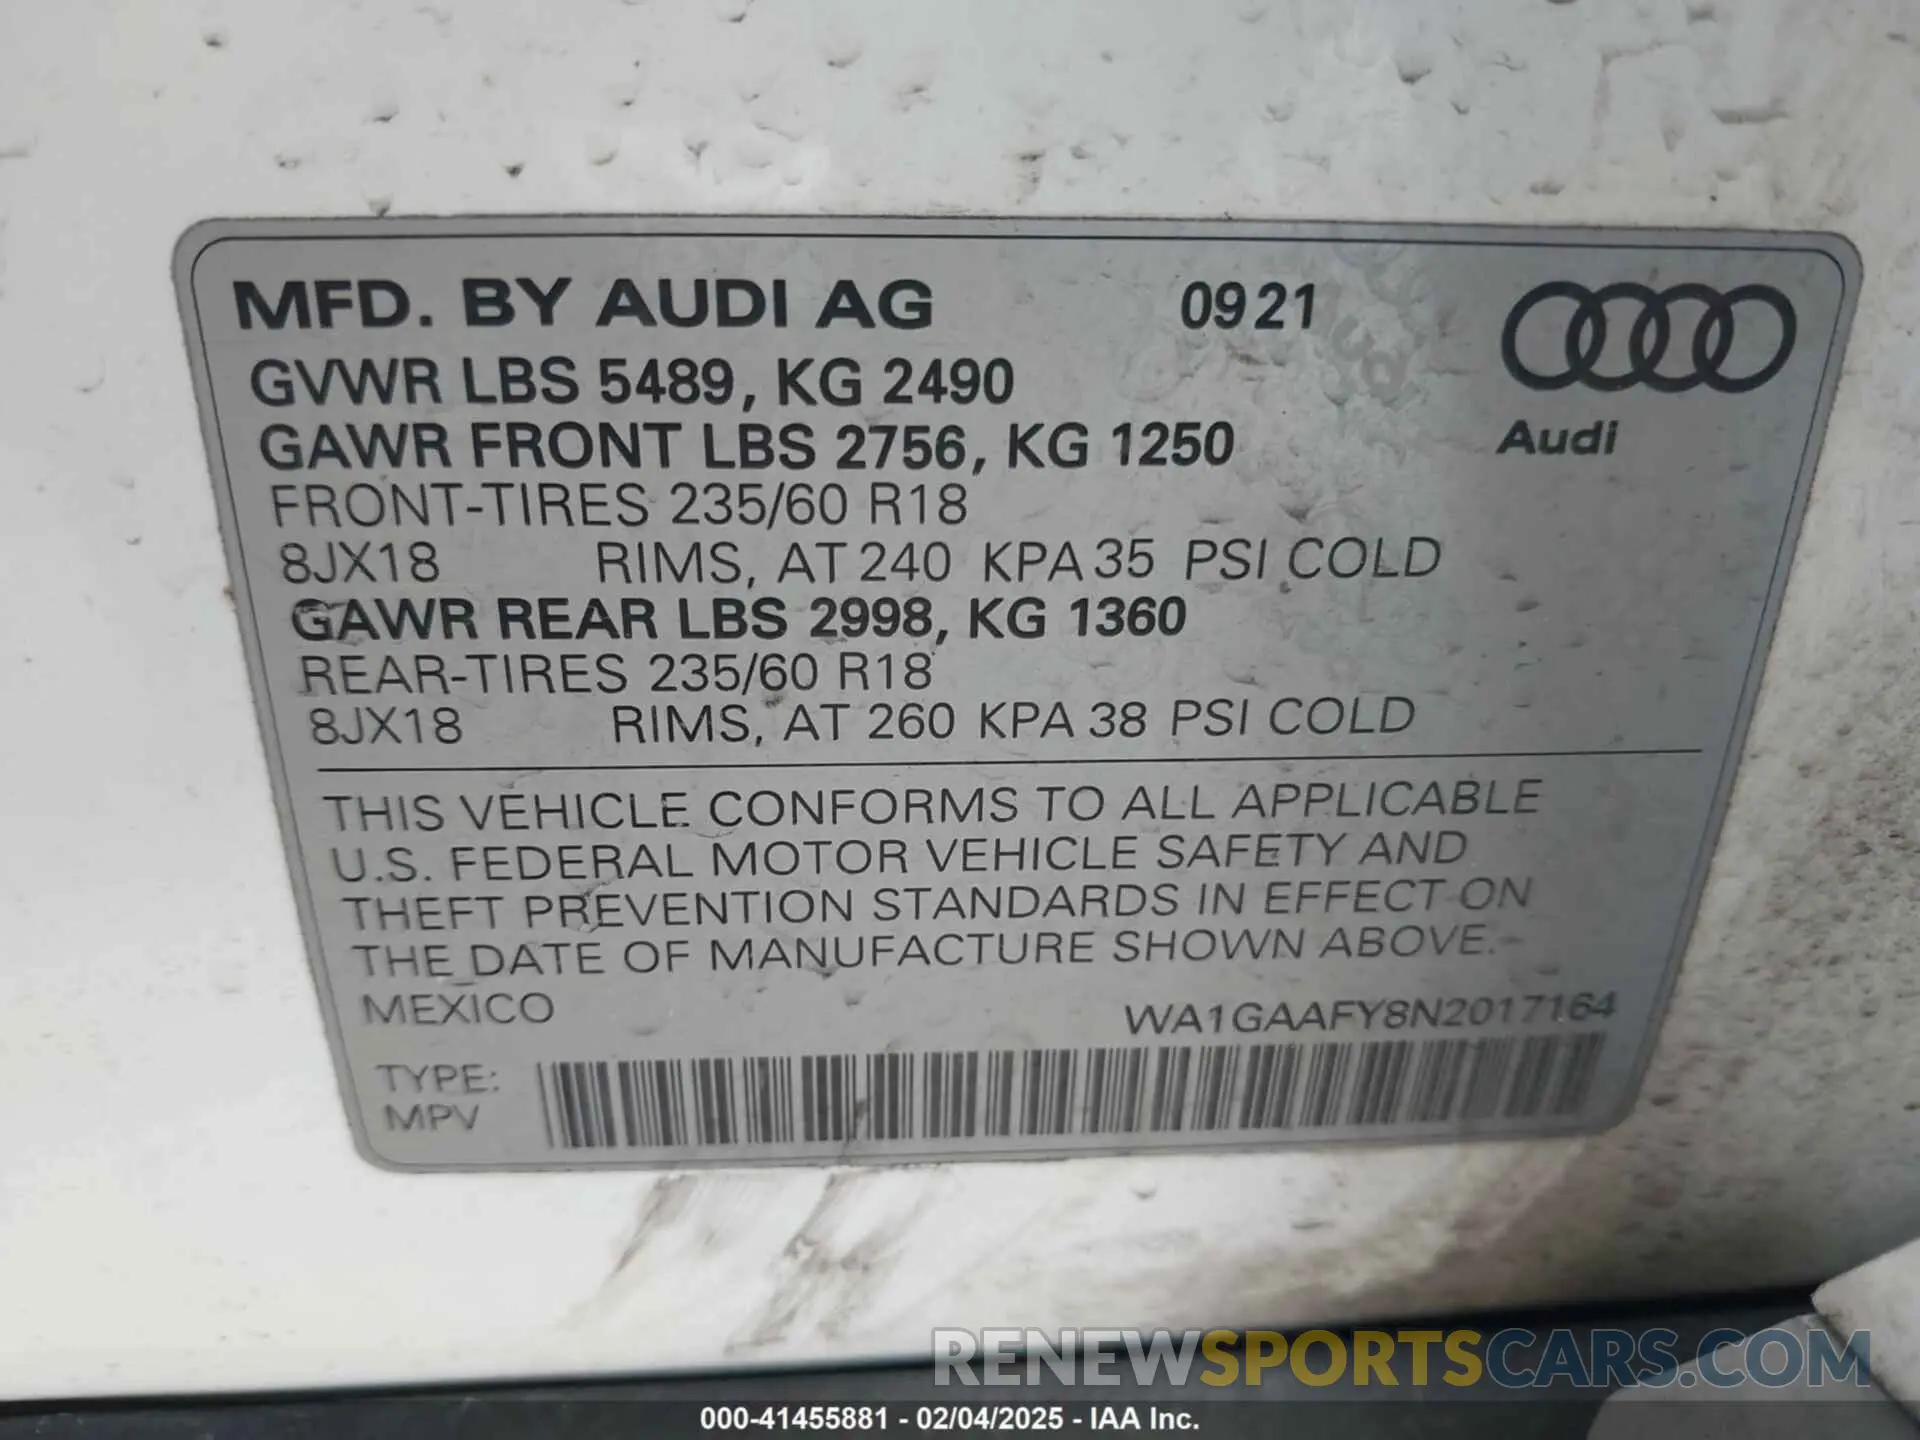 MFD. BY AUDI AG 09 21
GVWR LBS 5489, KG 2490
Audi
GAWR FRONT LBS 2756, KG 1250
FRONT-TIRES 235/60 R18
8JX18 RIMS, AT 240 KPA 35 PSI COLD
GAWR REAR LBS 2998, KG 1360
REAR-TIRES 235/60 R18
8JX18 RIMS, AT 260 KPA 38 PSI COLD
THIS VEHICLE CONFORMS TO ALL APPLICABLE
U.S. FEDERAL MOTOR VEHICLE SAFETY AND
THEFT PREVENTION STANDARDS IN EFFECT ON
THE DATE OF MANUFACTURE SHOWN ABOVE.
MEXICO WA1GAAFY8N2017164
TYPE:
MPV
RENEWSPORTSCARS.COM
000-41455881 - 02/04/2025 - IAA Inc.